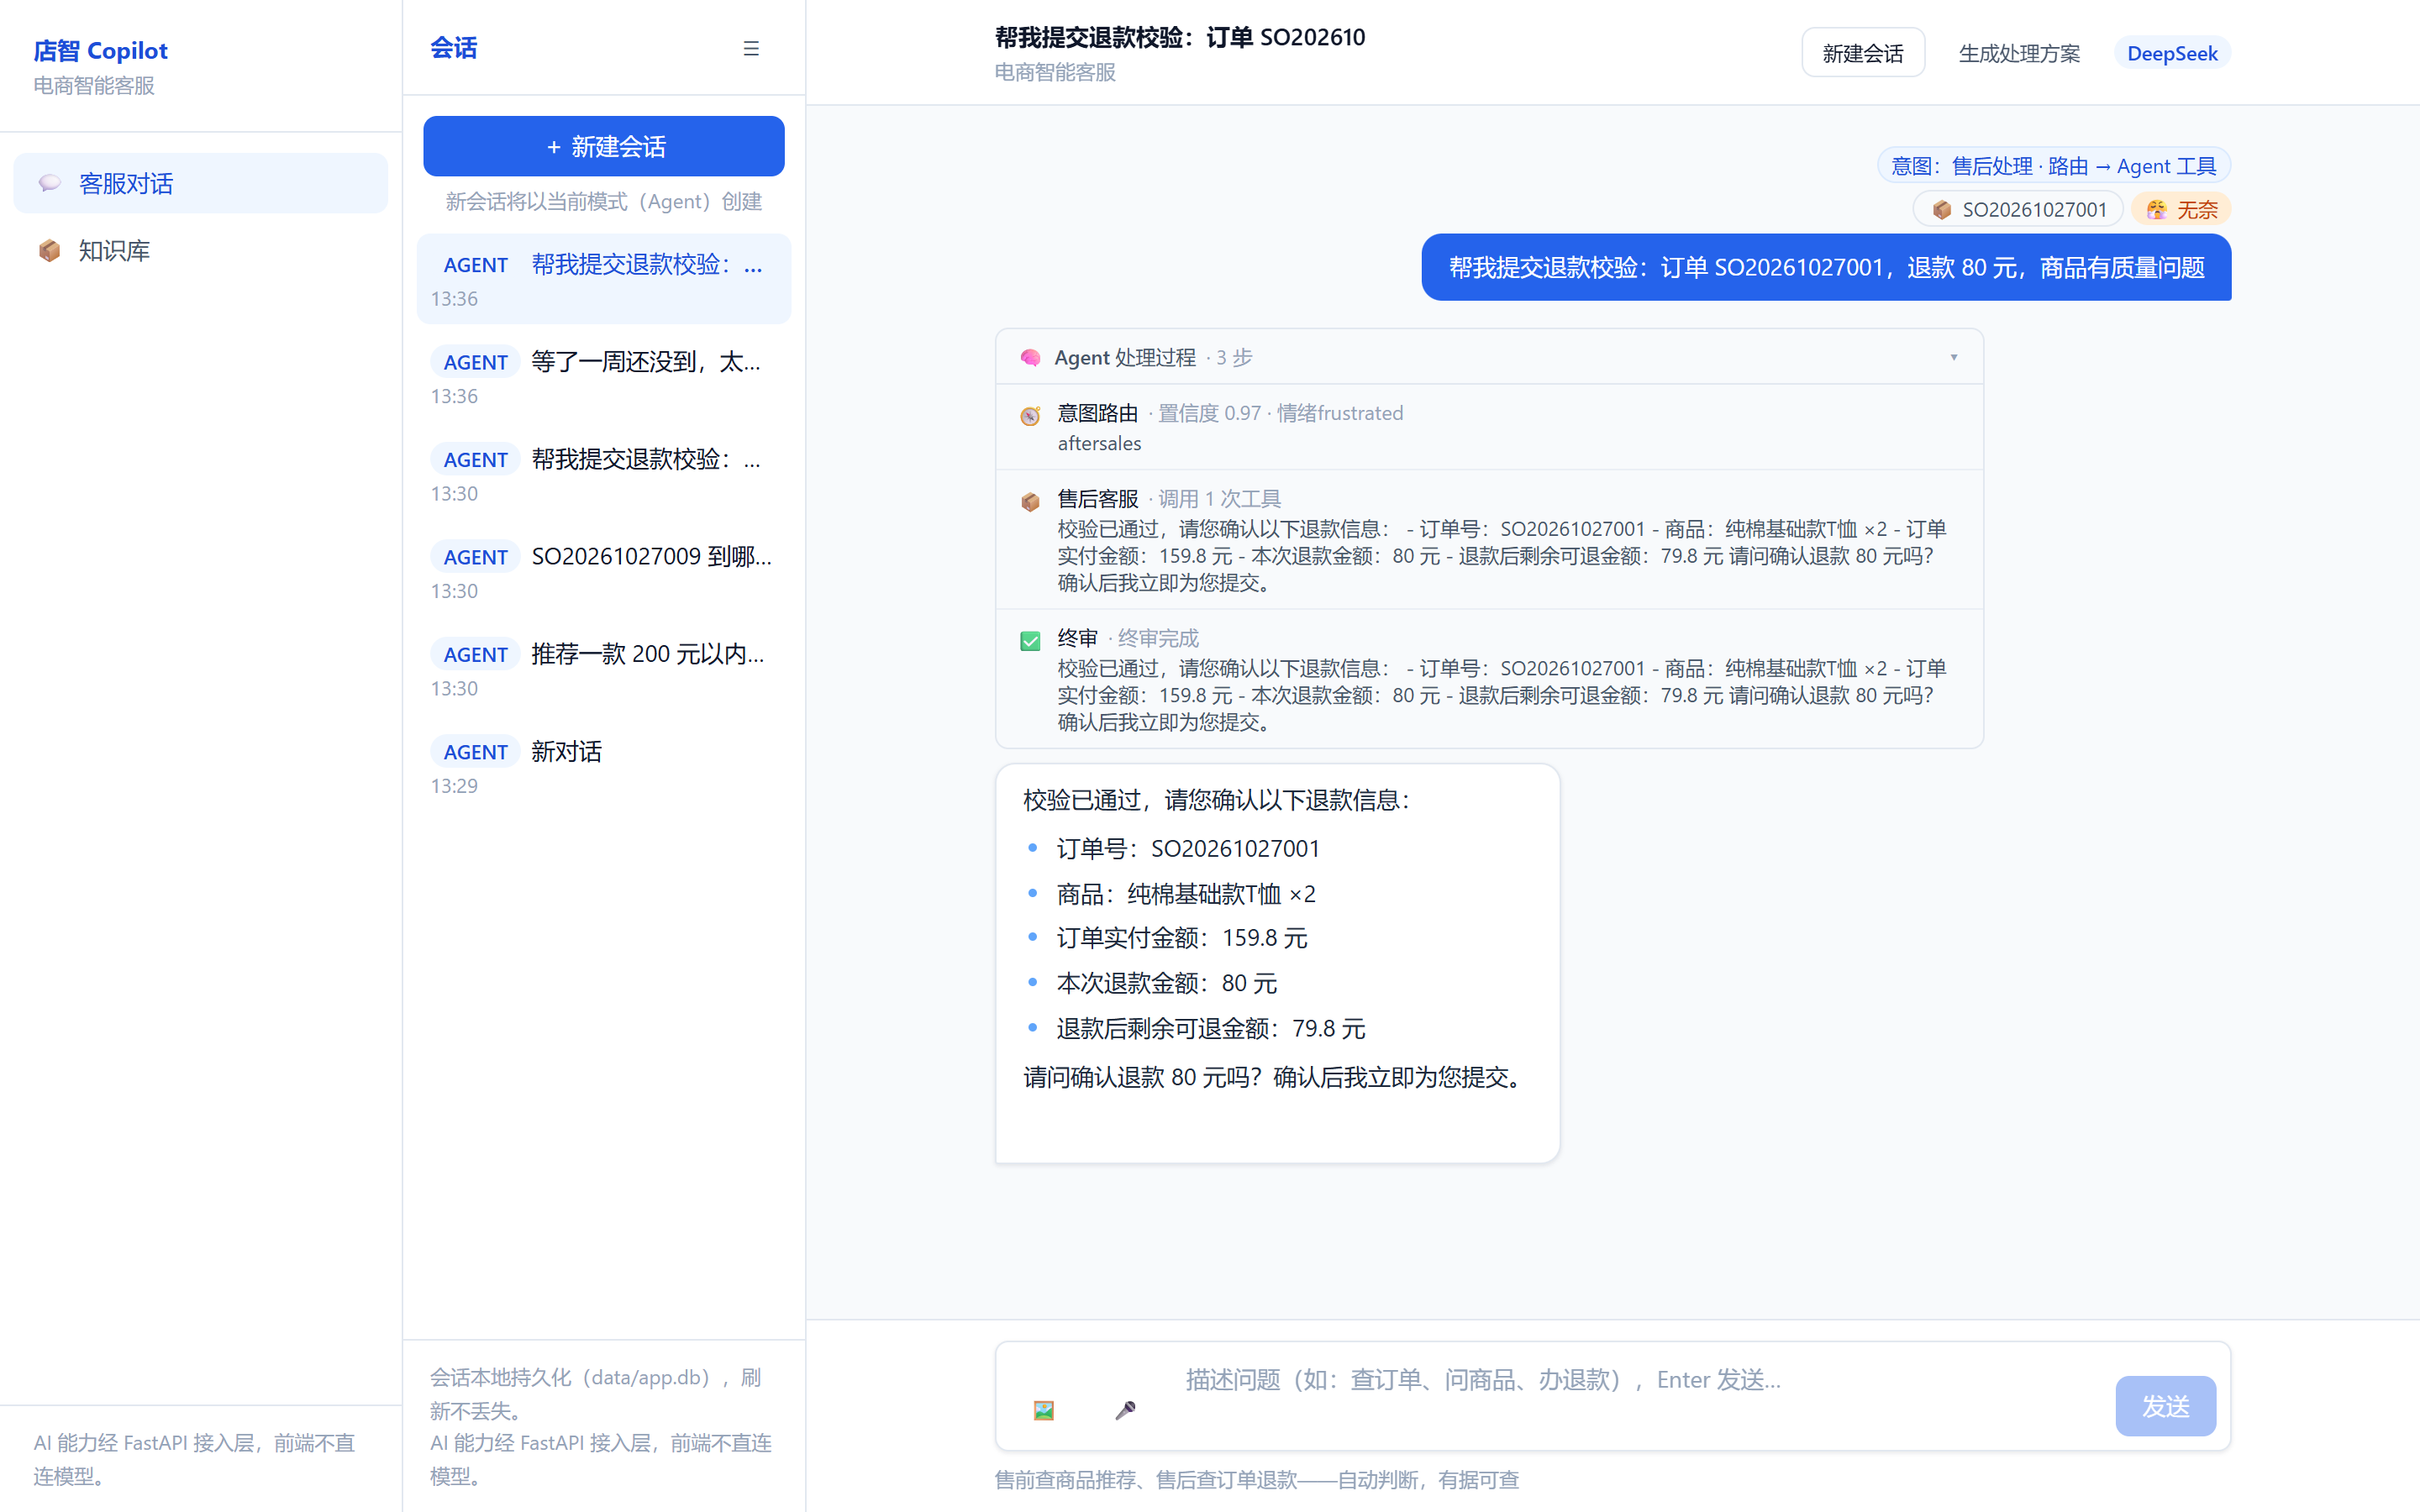 店智 Copilot
电商智能客服
客服对话
知识库
AI 能力经 FastAPI 接入层，前端不直
连模型。
会话
☰
+ 新建会话
新会话将以当前模式（Agent）创建
AGENT 帮我提交退款校验：...
13:36
AGENT 等了一周还没到，太...
13:36
AGENT 帮我提交退款校验：...
13:30
AGENT SO20261027009 到哪...
13:30
AGENT 推荐一款 200 元以内...
13:30
AGENT 新对话
13:29
会话本地持久化（data/app.db），刷
新不丢失。
AI 能力经 FastAPI 接入层，前端不直连
模型。
帮我提交退款校验：订单 SO202610
电商智能客服
新建会话 生成处理方案 DeepSeek
意图：售后处理 · 路由 → Agent 工具
SO20261027001 无奈
帮我提交退款校验：订单 SO20261027001，退款 80 元，商品有质量问题
Agent 处理过程 · 3 步
意图路由 · 置信度 0.97 · 情绪frustrated
aftersales
售后客服 · 调用 1 次工具
校验已通过，请您确认以下退款信息： - 订单号：SO20261027001 - 商品：纯棉基础款T恤 ×2 - 订单
实付金额：159.8 元 - 本次退款金额：80 元 - 退款后剩余可退金额：79.8 元 请问确认退款 80 元吗？
确认后我立即为您提交。
终审 · 终审完成
校验已通过，请您确认以下退款信息： - 订单号：SO20261027001 - 商品：纯棉基础款T恤 ×2 - 订单
实付金额：159.8 元 - 本次退款金额：80 元 - 退款后剩余可退金额：79.8 元 请问确认退款 80 元吗？
确认后我立即为您提交。
校验已通过，请您确认以下退款信息：
• 订单号：SO20261027001
• 商品：纯棉基础款T恤 ×2
• 订单实付金额：159.8 元
• 本次退款金额：80 元
• 退款后剩余可退金额：79.8 元
请问确认退款 80 元吗？确认后我立即为您提交。
描述问题（如：查订单、问商品、办退款），Enter 发送...
发送
售前查商品推荐、售后查订单退款——自动判断，有据可查